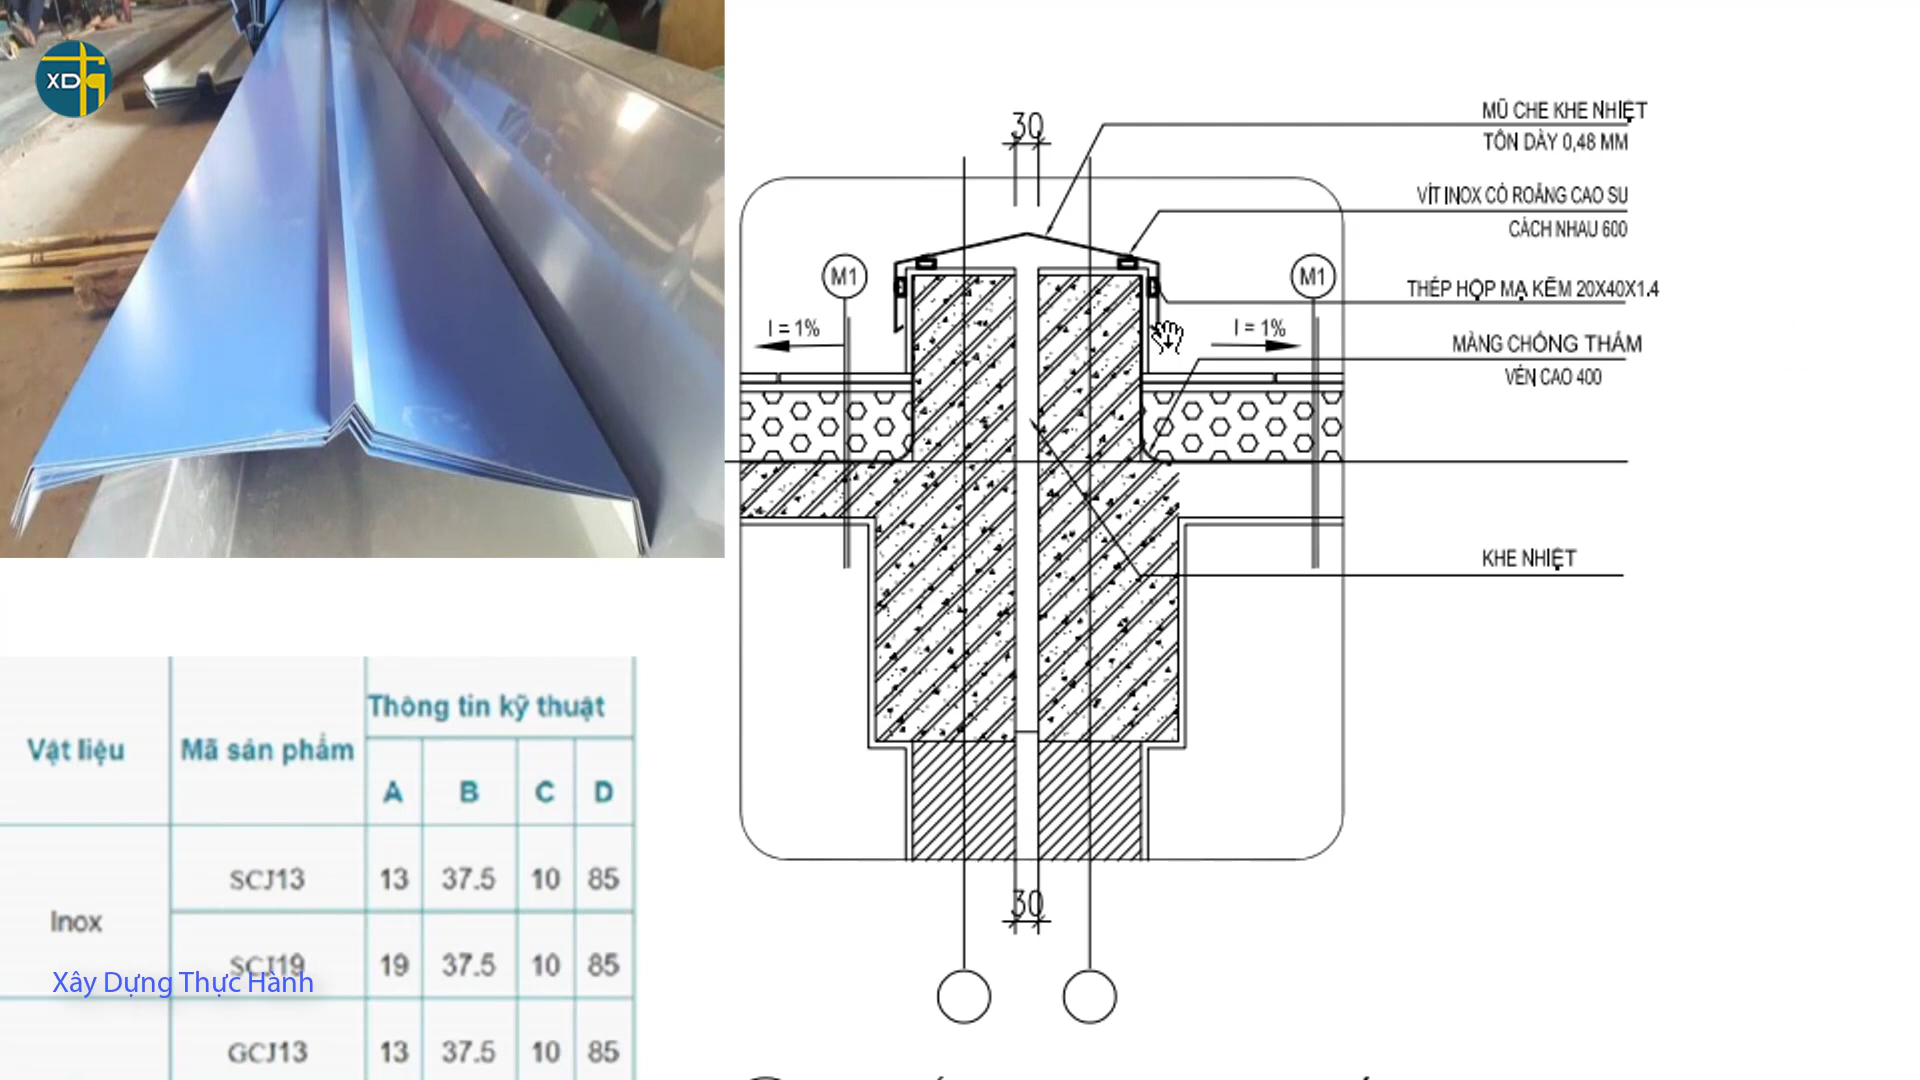 XD
30
MŨ CHE KHE NHIỆT
TÔN DÀY 0,48 MM
VÍT INOX CÓ ROĂNG CAO SU
CÁCH NHAU 600
M1
M1
THÉP HỘP MẠ KẼM 20X40X1.4
I = 1%
I = 1%
MÀNG CHỐNG THẤM
VÉN CAO 400
KHE NHIỆT
30
Vật liệu
Mã sản phẩm
Thông tin kỹ thuật
A B C D
Inox
SCJ13 13 37.5 10 85
SCJ19 19 37.5 10 85
GCJ13 13 37.5 10 85
Xây Dựng Thực Hành